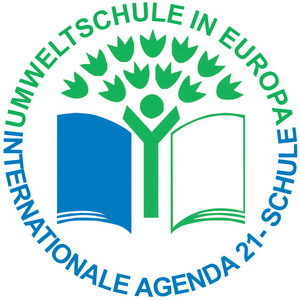 UMWELTSCHULE IN EUROPA
INTERNATIONALE AGENDA 21-SCHULE